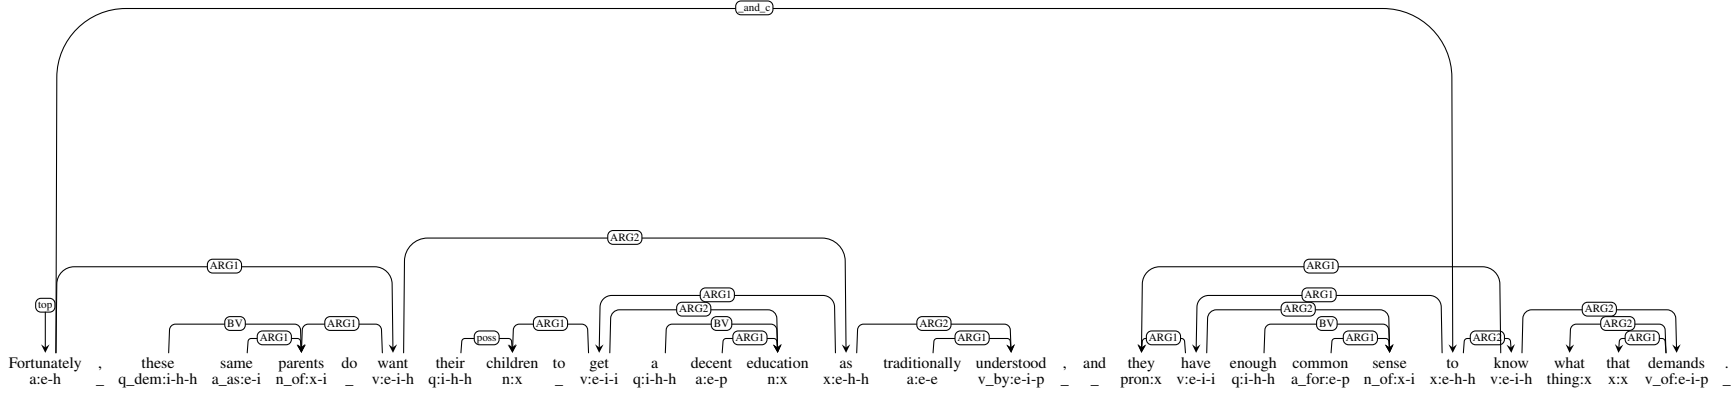 _and_c
ARG2
ARG1 ARG1
top ARG1 ARG1
ARG2 ARG2 ARG2
BV ARG1 ARG1 BV ARG2 BV ARG2
ARG1 poss ARG1 ARG1 ARG1 ARG1 ARG2 ARG1
Fortunately , these same parents do want their children to get a decent education as traditionally understood , and they have enough common sense to know what that demands .
a:e-h _ q_dem:i-h-h a_as:e-i n_of:x-i _ v:e-i-h q:i-h-h n:x _ v:e-i-i q:i-h-h a:e-p n:x x:e-h-h a:e-e v_by:e-i-p _ _ pron:x v:e-i-i q:i-h-h a_for:e-p n_of:x-i x:e-h-h v:e-i-h thing:x x:x v_of:e-i-p _